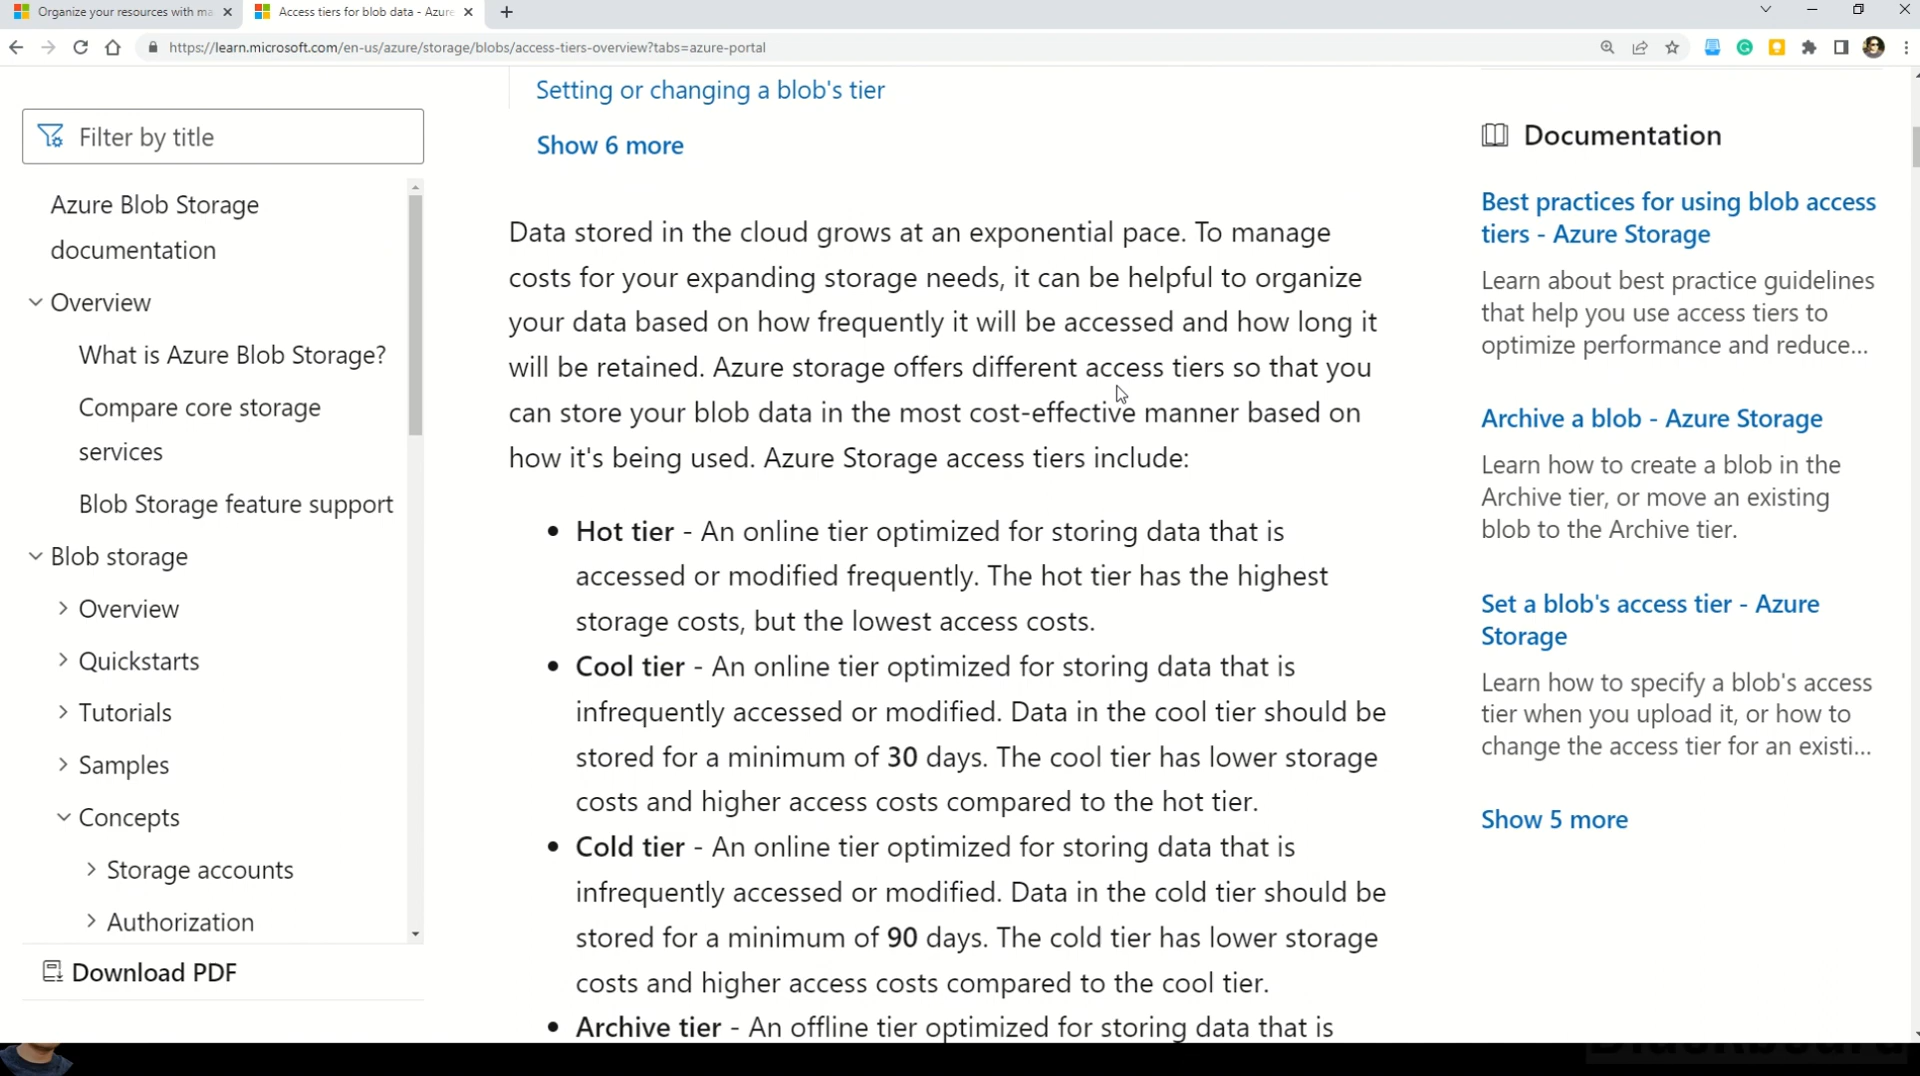 Organize your resources with ma
Access tiers for blob data - Azure
https://learn.microsoft.com/en-us/azure/storage/blobs/access-tiers-overview?tabs=azure-portal
Filter by title
Azure Blob Storage
documentation
Overview
What is Azure Blob Storage?
Compare core storage
services
Blob Storage feature support
Blob storage
Overview
Quickstarts
Tutorials
Samples
Concepts
Storage accounts
Authorization
Download PDF
Setting or changing a blob's tier
Show 6 more
Data stored in the cloud grows at an exponential pace. To manage
costs for your expanding storage needs, it can be helpful to organize
your data based on how frequently it will be accessed and how long it
will be retained. Azure storage offers different access tiers so that you
can store your blob data in the most cost-effective manner based on
how it's being used. Azure Storage access tiers include:
• Hot tier - An online tier optimized for storing data that is
accessed or modified frequently. The hot tier has the highest
storage costs, but the lowest access costs.
• Cool tier - An online tier optimized for storing data that is
infrequently accessed or modified. Data in the cool tier should be
stored for a minimum of 30 days. The cool tier has lower storage
costs and higher access costs compared to the hot tier.
• Cold tier - An online tier optimized for storing data that is
infrequently accessed or modified. Data in the cold tier should be
stored for a minimum of 90 days. The cold tier has lower storage
costs and higher access costs compared to the cool tier.
• Archive tier - An offline tier optimized for storing data that is
Documentation
Best practices for using blob access
tiers - Azure Storage
Learn about best practice guidelines
that help you use access tiers to
optimize performance and reduce...
Archive a blob - Azure Storage
Learn how to create a blob in the
Archive tier, or move an existing
blob to the Archive tier.
Set a blob's access tier - Azure
Storage
Learn how to specify a blob's access
tier when you upload it, or how to
change the access tier for an existi...
Show 5 more